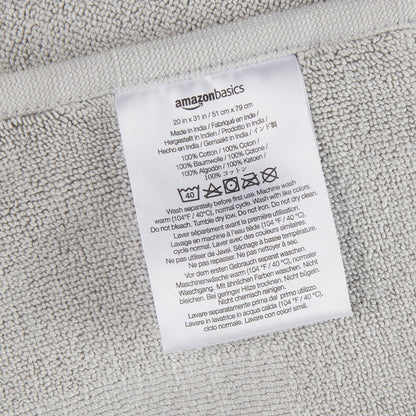 amazonbasics
20 in x 31 in / 51 cm x 79 cm
Made in India / Fabriqué en Inde /
Hergestellt in Indien / Prodotto in India /
Hecho en India / Gemaakt in India / インド製
100% Cotton / 100% Coton /
100% Baumwolle / 100% Cotone /
100% Algodón / 100% Katoen /
100% コットン
40
Wash separately before first use. Machine wash
warm (104 °F / 40 °C), normal cycle. Wash with like colors.
Do not bleach. Tumble dry low. Do not iron. Do not dry clean.
Laver séparément avant la première utilisation.
Lavage en machine à l'eau tiède (104 °F / 40 °C),
cycle normal. Laver avec des couleurs similaires.
Ne pas utiliser de Javel. Séchage à basse température.
Ne pas repasser. Ne pas nettoyer à sec.
Vor dem ersten Gebrauch separat waschen.
Maschinenwäsche warm (104 °F / 40 °C), normaler
Waschgang. Mit ähnlichen Farben waschen. Nicht
bleichen. Bei geringer Hitze trocknen. Nicht bügeln.
Nicht chemisch reinigen.
Lavare separatamente prima del primo utilizzo.
Lavare in lavatrice in acqua calda (104 °F / 40 °C),
ciclo normale. Lavare con colori simili.